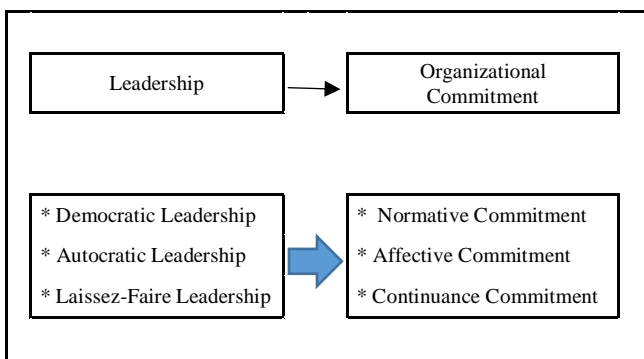 Leadership
Organizational
Commitment
* Democratic Leadership
* Autocratic Leadership
* Laissez-Faire Leadership
* Normative Commitment
* Affective Commitment
* Continuance Commitment